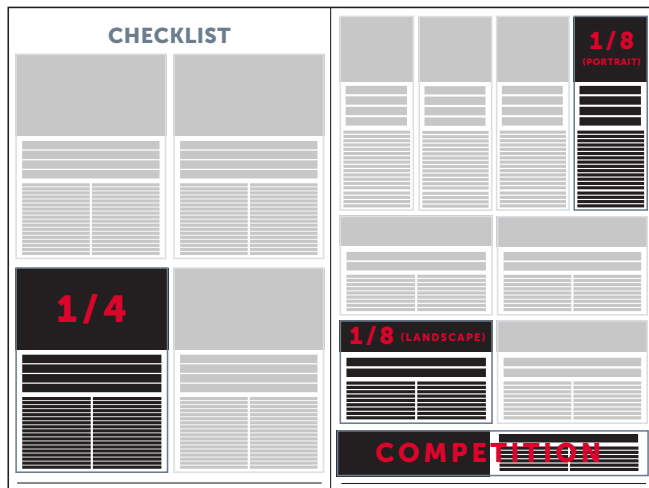 CHECKLIST
1/4
1/8
(PORTRAIT)
1/8 (LANDSCAPE)
COMPETITION